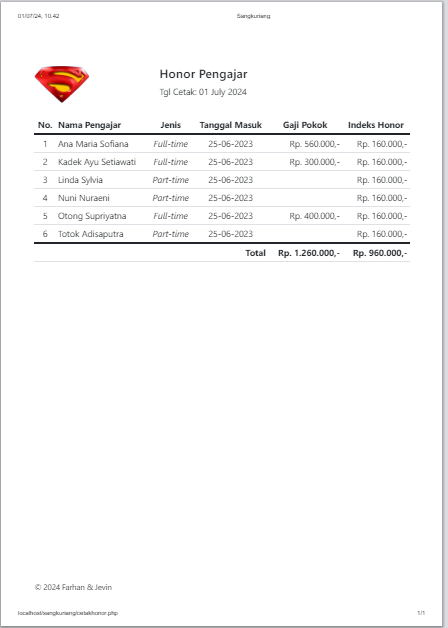 01/07/24, 10.42 Sangkuriang
Honor Pengajar
Tgl Cetak: 01 July 2024
No. Nama Pengajar Jenis Tanggal Masuk Gaji Pokok Indeks Honor
1 Ana Maria Sofiana Full-time 25-06-2023 Rp. 560.000,- Rp. 160.000,-
2 Kadek Ayu Setiawati Full-time 25-06-2023 Rp. 300.000,- Rp. 160.000,-
3 Linda Sylvia Part-time 25-06-2023 Rp. 160.000,-
4 Nuni Nuraeni Part-time 25-06-2023 Rp. 160.000,-
5 Otong Supriyatna Full-time 25-06-2023 Rp. 400.000,- Rp. 160.000,-
6 Totok Adisaputra Part-time 25-06-2023 Rp. 160.000,-
Total Rp. 1.260.000,- Rp. 960.000,-
© 2024 Farhan & Jevin
localhost/sangkuriang/cetakhonor.php 1/1